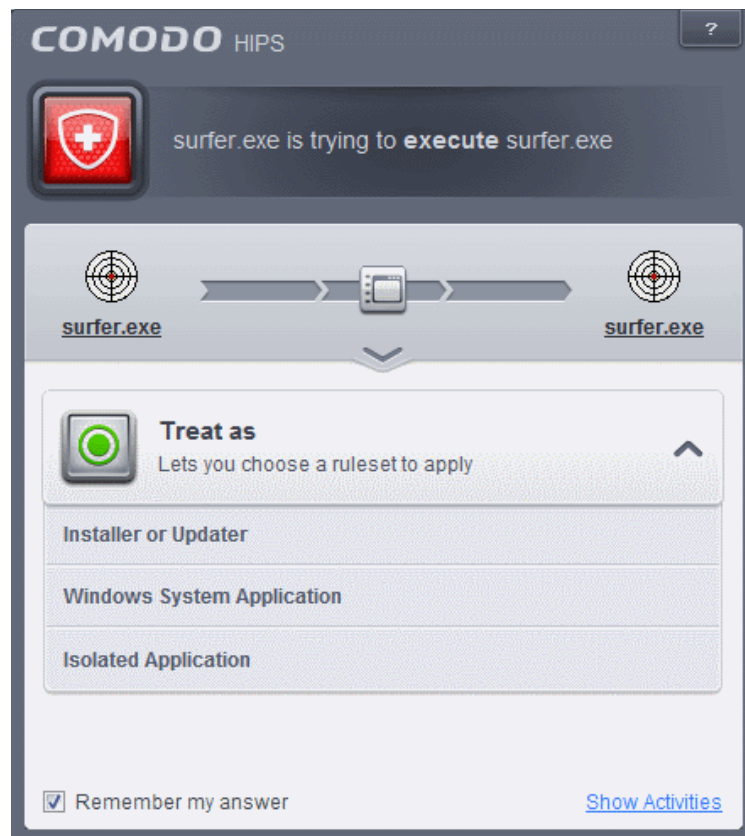 COMODO HIPS
?
surfer.exe is trying to execute surfer.exe
surfer.exe
surfer.exe
Treat as
Lets you choose a ruleset to apply
Installer or Updater
Windows System Application
Isolated Application
Remember my answer
Show Activities